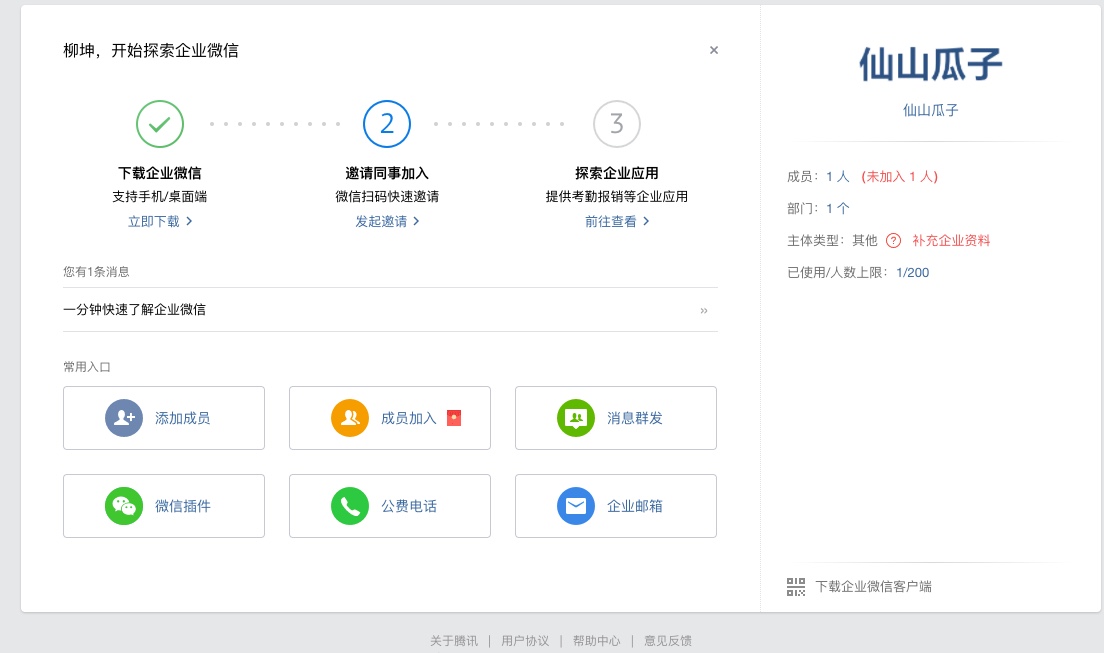 柳坤，开始探索企业微信
×
2
3
下载企业微信
支持手机/桌面端
立即下载
邀请同事加入
微信扫码快速邀请
发起邀请
探索企业应用
提供考勤报销等企业应用
前往查看
您有1条消息
一分钟快速了解企业微信 »
常用入口
添加成员
成员加入
消息群发
微信插件
公费电话
企业邮箱
仙山瓜子
仙山瓜子
成员：1 人 (未加入 1 人)
部门：1 个
主体类型：其他 ? 补充企业资料
已使用/人数上限：1/200
下载企业微信客户端
关于腾讯 | 用户协议 | 帮助中心 | 意见反馈